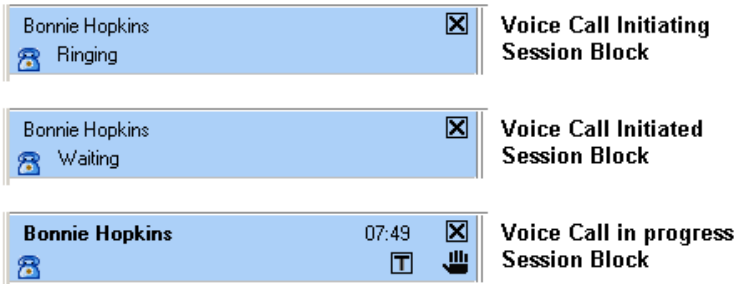 Bonnie Hopkins
Ringing
Voice Call Initiating
Session Block
Bonnie Hopkins
Waiting
Voice Call Initiated
Session Block
Bonnie Hopkins 07:49
T
Voice Call in progress
Session Block